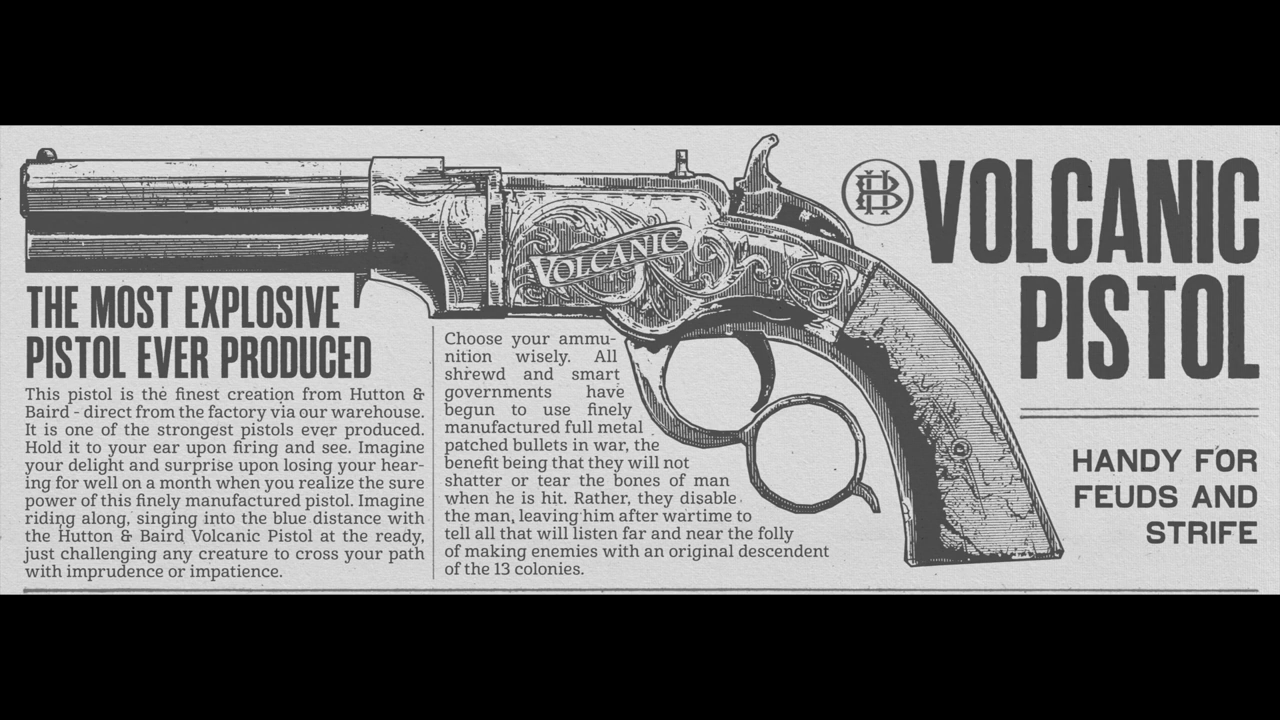 VOLCANIC
PISTOL
HB
VOLCANIC
THE MOST EXPLOSIVE
PISTOL EVER PRODUCED
This pistol is the finest creation from Hutton &
Baird - direct from the factory via our warehouse.
It is one of the strongest pistols ever produced.
Hold it to your ear upon firing and see. Imagine
your delight and surprise upon losing your hear-
ing for well on a month when you realize the sure
power of this finely manufactured pistol. Imagine
riding along, singing into the blue distance with
the Hutton & Baird Volcanic Pistol at the ready,
just challenging any creature to cross your path
with imprudence or impatience.
Choose your ammu-
nition wisely. All
shrewd and smart
governments have
begun to use finely
manufactured full metal
patched bullets in war, the
benefit being that they will not
shatter or tear the bones of man
when he is hit. Rather, they disable
the man, leaving him after wartime to
tell all that will listen far and near the folly
of making enemies with an original descendent
of the 13 colonies.
HANDY FOR
FEUDS AND
STRIFE